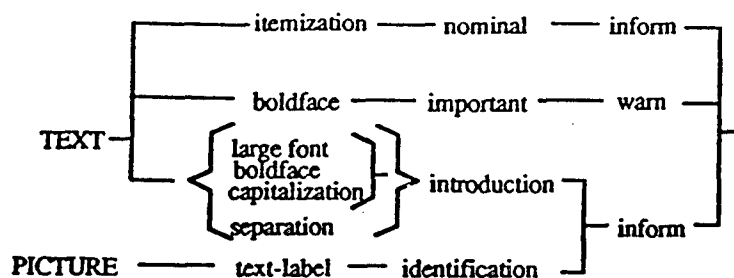 itemization nominal inform
boldface important warn
TEXT
large font
boldface
capitalization
introduction
separation
inform
PICTURE text-label identification